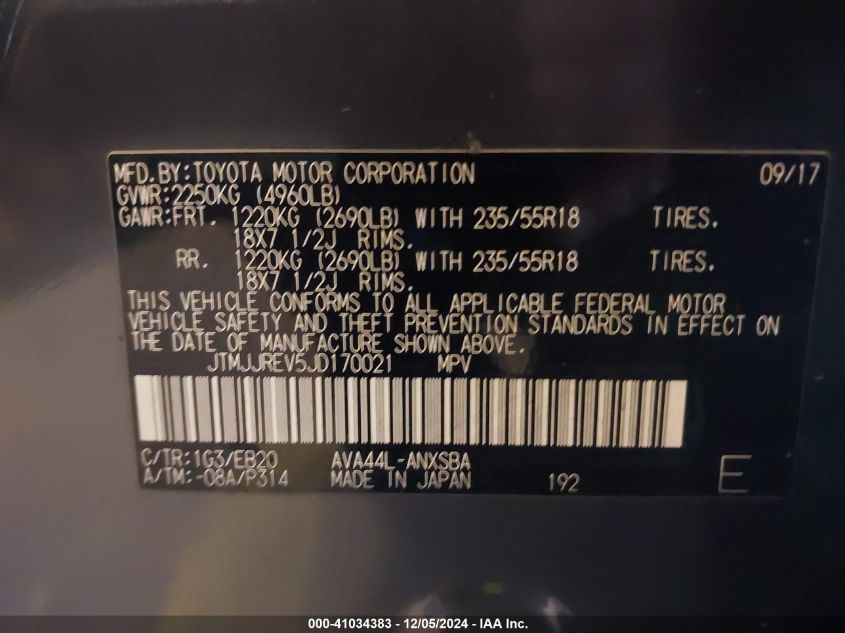 MFD.BY:TOYOTA MOTOR CORPORATION 09/17
GVWR:2250KG (4960LB)
GAWR:FRT. 1220KG (2690LB) WITH 235/55R18 TIRES.
18X7 1/2J RIMS.
RR. 1220KG (2690LB) WITH 235/55R18 TIRES.
18X7 1/2J RIMS.
THIS VEHICLE CONFORMS TO ALL APPLICABLE FEDERAL MOTOR
VEHICLE SAFETY AND THEFT PREVENTION STANDARDS IN EFFECT ON
THE DATE OF MANUFACTURE SHOWN ABOVE.
JTMJJREV5JD170021 MPV
C/TR:1G3/EB20 AVA44L-ANXSBA
A/TM:-08A/P314 MADE IN JAPAN 192 E
000-41034383 - 12/05/2024 - IAA Inc.